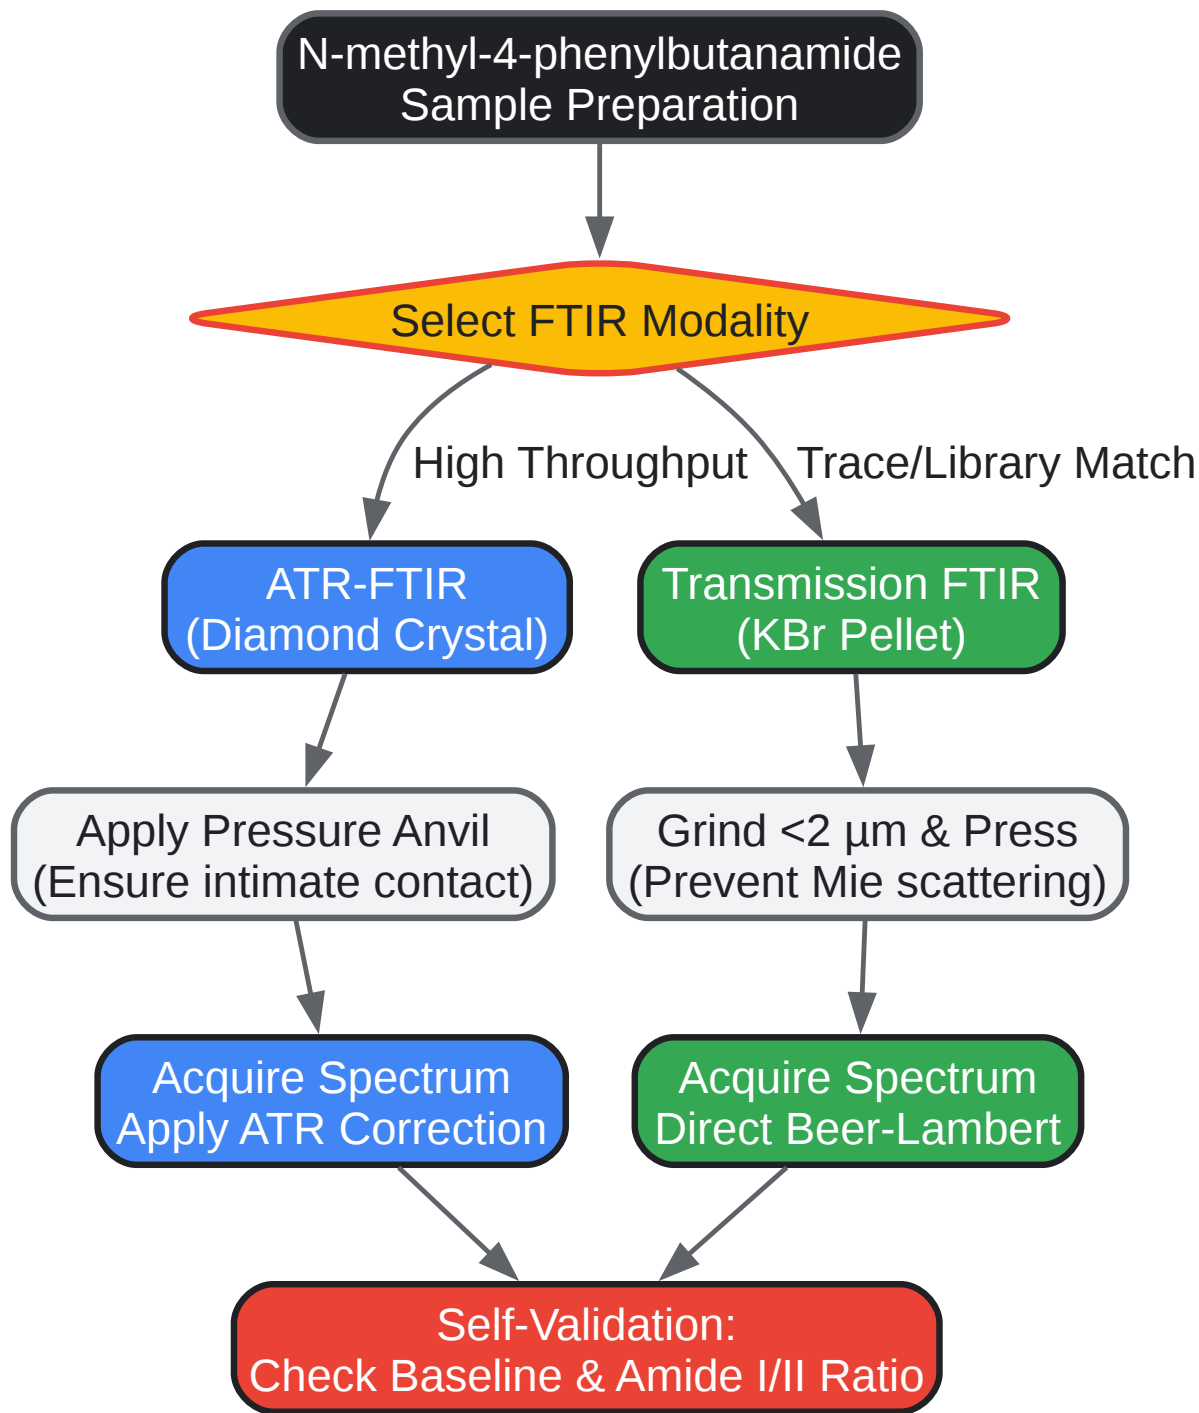 N-methyl-4-phenylbutanamide
Sample Preparation
Select FTIR Modality
High Throughput
Trace/Library Match
ATR-FTIR
(Diamond Crystal)
Transmission FTIR
(KBr Pellet)
Apply Pressure Anvil
(Ensure intimate contact)
Grind <2 µm & Press
(Prevent Mie scattering)
Acquire Spectrum
Apply ATR Correction
Acquire Spectrum
Direct Beer-Lambert
Self-Validation:
Check Baseline & Amide I/II Ratio